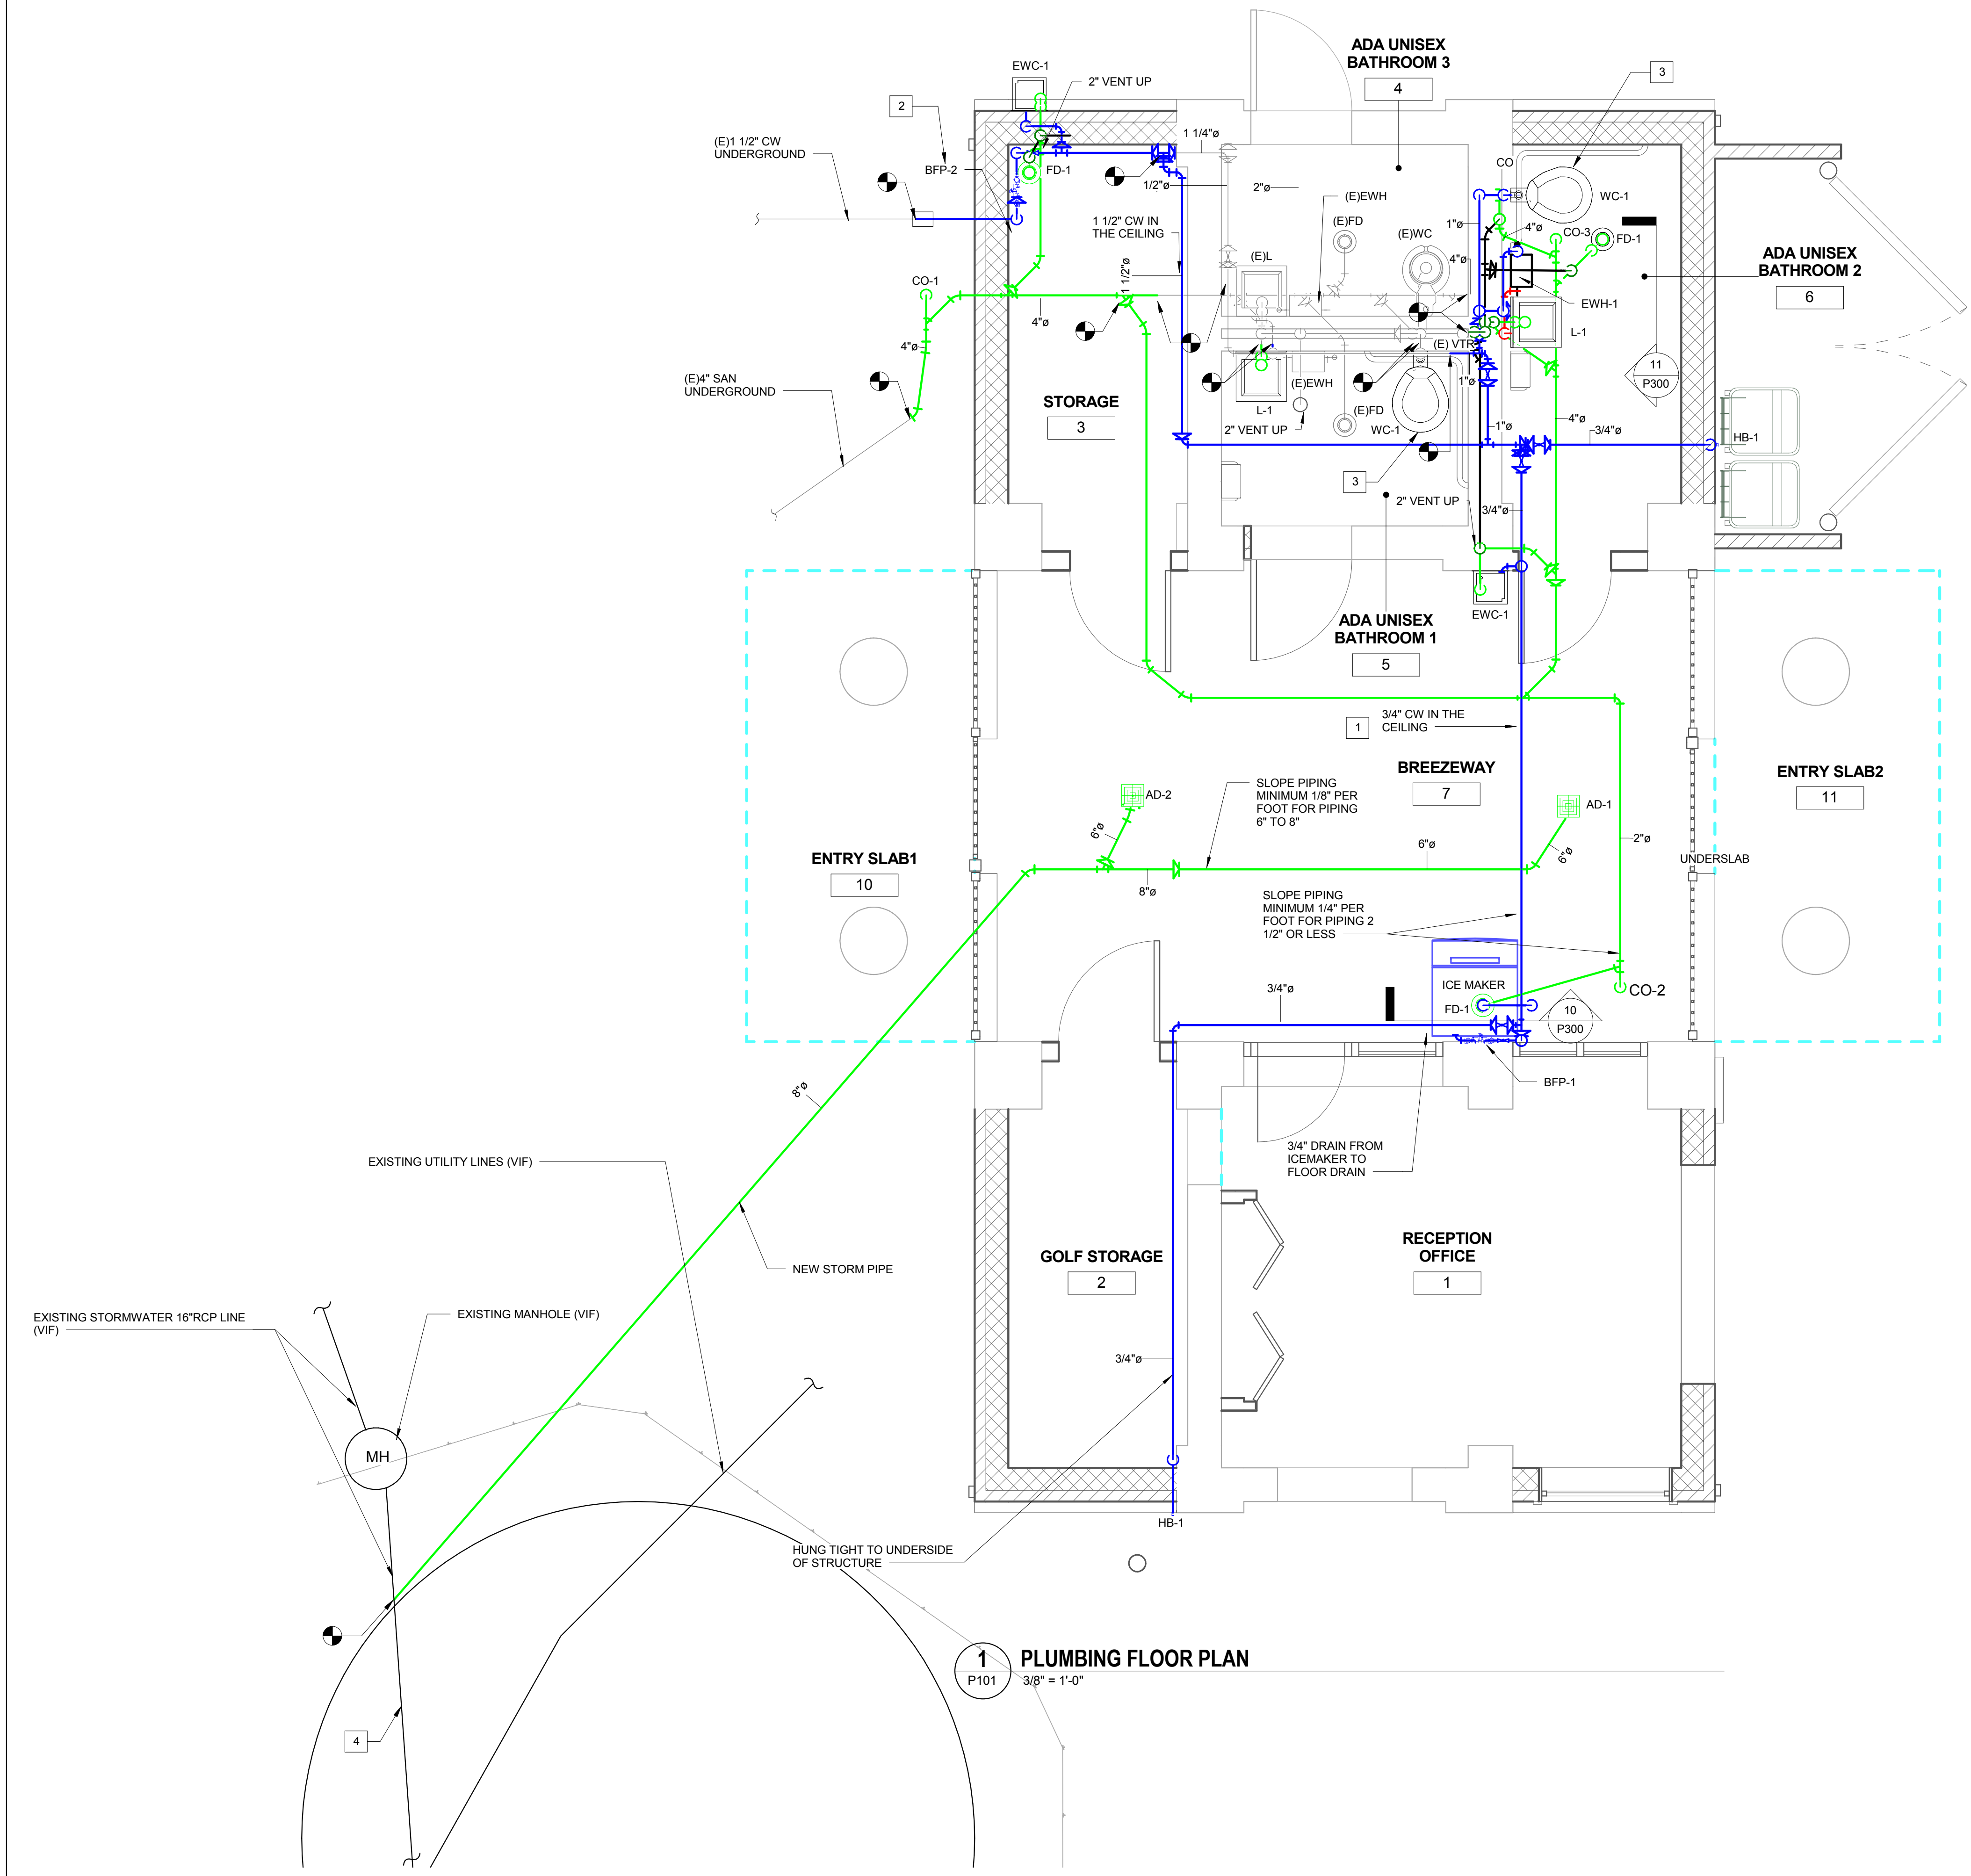 ADA UNISEX
BATHROOM 3
4
EWC-1
2" VENT UP
3
2
(E)1 1/2" CW
UNDERGROUND
1 1/4"ø
BFP-2
FD-1
1/2"ø
2"ø
(E)EWH
(E)FD
(E)WC
CO
WC-1
1"ø
4"ø
CO-3
FD-1
1 1/2" CW IN
THE CEILING
1 1/2"ø
(E)L
4"ø
ADA UNISEX
BATHROOM 2
6
CO-1
4"ø
4"ø
EWH-1
L-1
(E) VTR
11
P300
(E)4" SAN
UNDERGROUND
(E)EWH
1"ø
STORAGE
3
L-1
(E)FD
2" VENT UP
WC-1
1"ø
4"ø
3/4"ø
HB-1
3
2" VENT UP
3/4"ø
EWC-1
ADA UNISEX
BATHROOM 1
5
1
3/4" CW IN THE
CEILING
BREEZEWAY
7
ENTRY SLAB2
11
AD-2
SLOPE PIPING
MINIMUM 1/8" PER
FOOT FOR PIPING
6" TO 8"
AD-1
6"ø
6"ø
6"ø
2"ø
ENTRY SLAB1
10
UNDERSLAB
8"ø
SLOPE PIPING
MINIMUM 1/4" PER
FOOT FOR PIPING 2
1/2" OR LESS
ICE MAKER
FD-1
CO-2
3/4"ø
10
P300
BFP-1
8"ø
3/4" DRAIN FROM
ICEMAKER TO
FLOOR DRAIN
EXISTING UTILITY LINES (VIF)
GOLF STORAGE
2
RECEPTION
OFFICE
1
NEW STORM PIPE
EXISTING STORMWATER 16"RCP LINE
(VIF)
EXISTING MANHOLE (VIF)
3/4"ø
MH
HB-1
HUNG TIGHT TO UNDERSIDE
OF STRUCTURE
1
P101
PLUMBING FLOOR PLAN
3/8" = 1'-0"
4